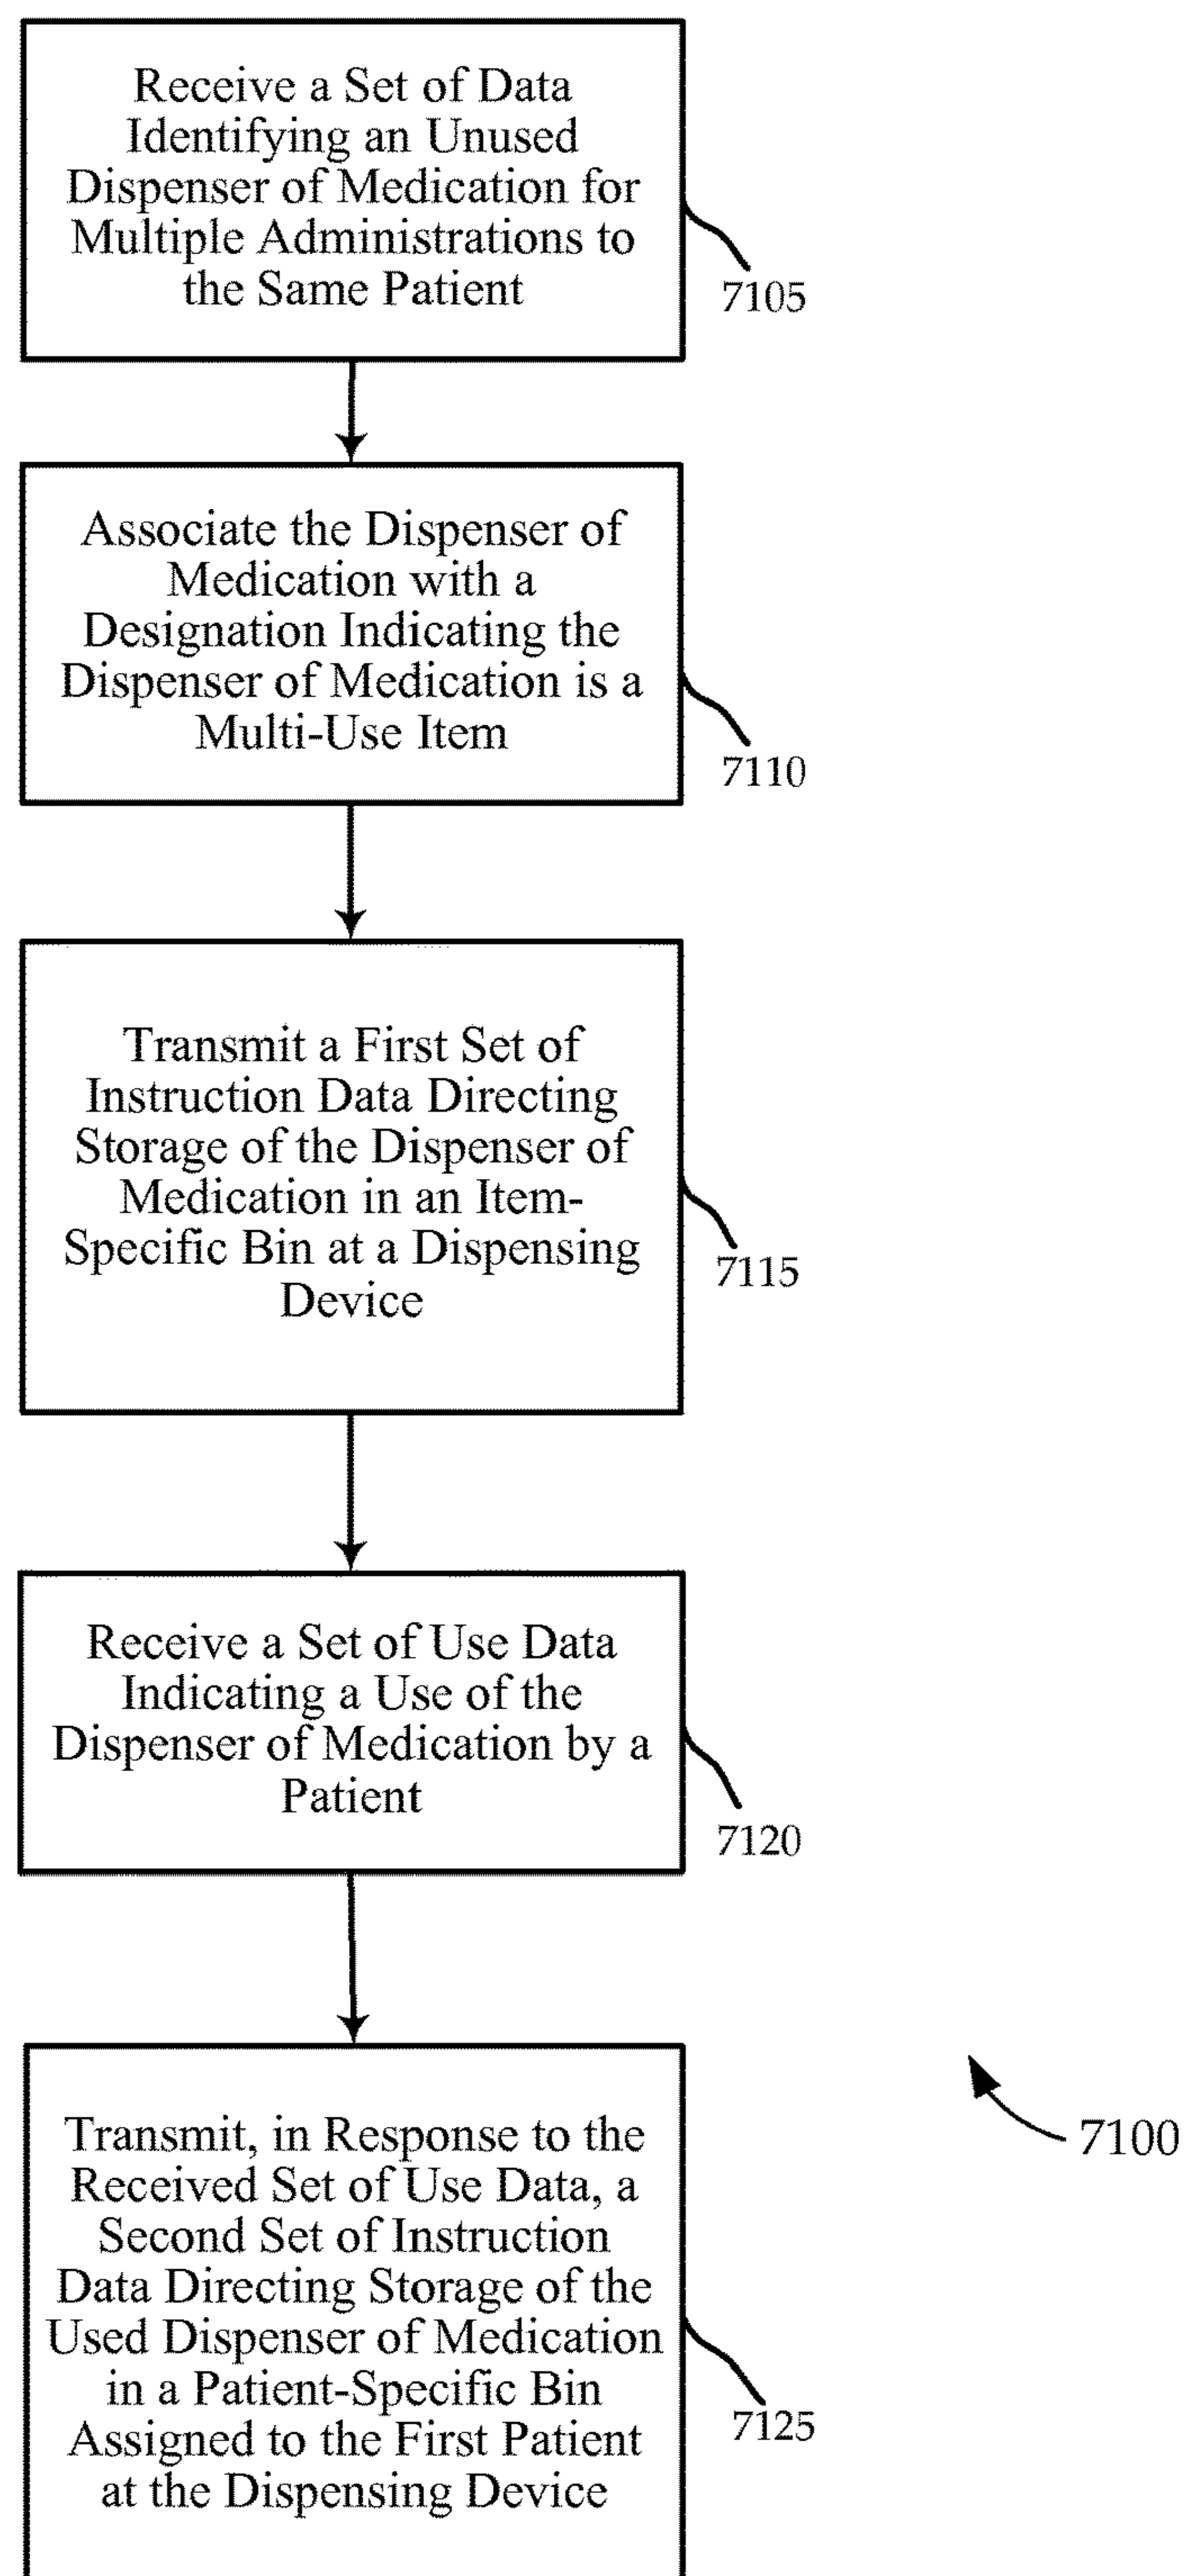 Receive a Set of Data
Identifying an Unused
Dispenser of Medication for
Multiple Administrations to
the Same Patient
7105
Associate the Dispenser of
Medication with a
Designation Indicating the
Dispenser of Medication is a
Multi-Use Item
7110
Transmit a First Set of
Instruction Data Directing
Storage of the Dispenser of
Medication in an Item-
Specific Bin at a Dispensing
Device
7115
Receive a Set of Use Data
Indicating a Use of the
Dispenser of Medication by a
Patient
7120
Transmit, in Response to the
Received Set of Use Data, a
Second Set of Instruction
Data Directing Storage of the
Used Dispenser of Medication
in a Patient-Specific Bin
Assigned to the First Patient
at the Dispensing Device
7125
7100